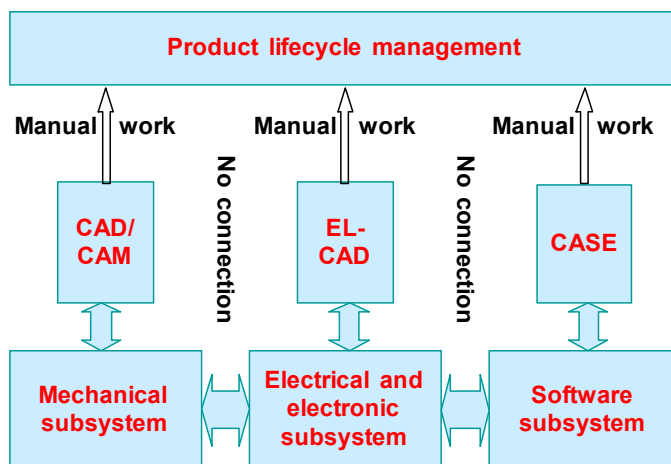 Product lifecycle management
Manual work
Manual work
Manual work
No connection
No connection
CAD/
CAM
EL-
CAD
CASE
Mechanical
subsystem
Electrical and
electronic
subsystem
Software
subsystem